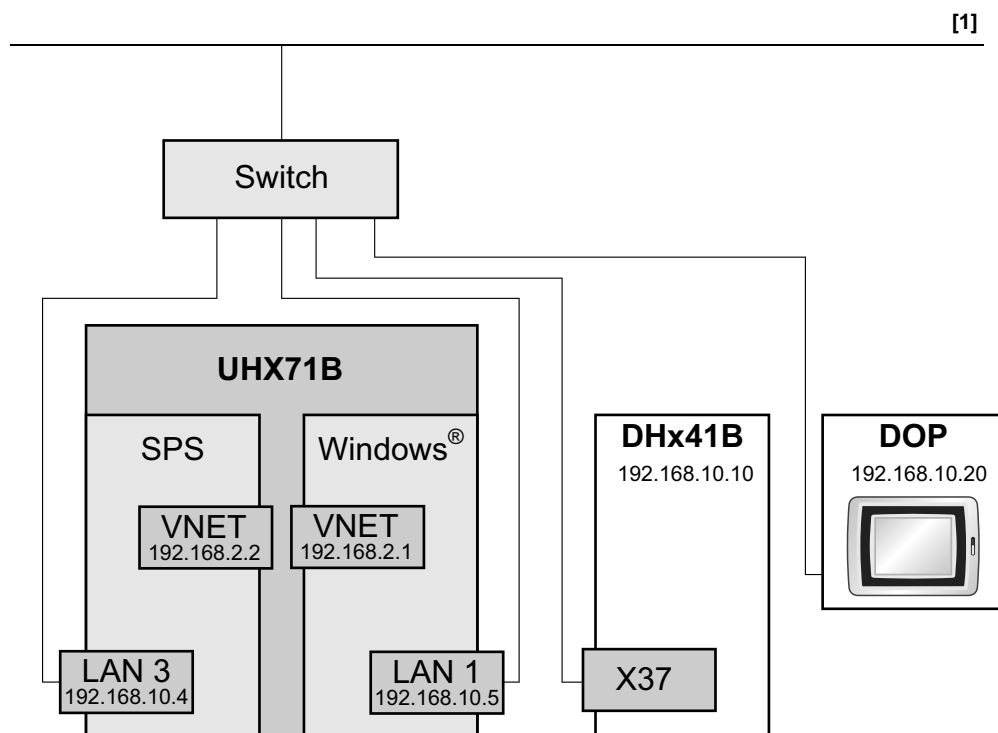 [1]
Switch
UHX71B
SPS
Windows®
DHx41B
192.168.10.10
DOP
192.168.10.20
VNET
192.168.2.2
VNET
192.168.2.1
LAN 3
192.168.10.4
LAN 1
192.168.10.5
X37